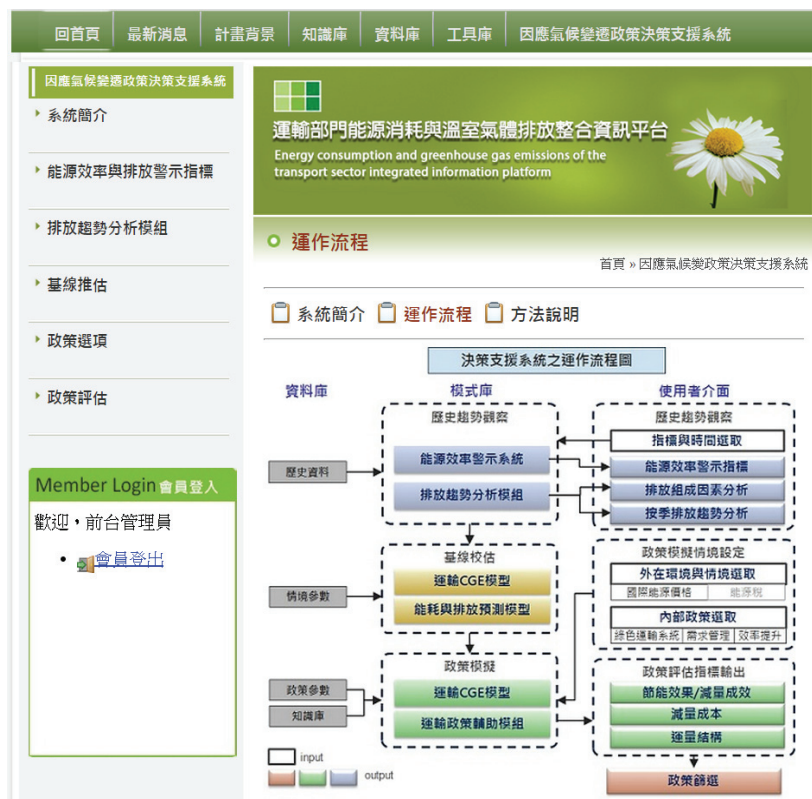 回首頁 最新消息 計畫背景 知識庫 資料庫 工具庫 因應氣候變遷政策決策支援系統
因應氣候變遷政策決策支援系統
系統簡介
能源效率與排放警示指標
排放趨勢分析模組
基線推估
政策選項
政策評估
Member Login 會員登入
歡迎，前台管理員
會員登出
運輸部門能源消耗與溫室氣體排放整合資訊平台
Energy consumption and greenhouse gas emissions of the
transport sector integrated information platform
運作流程
首頁 » 因應氣候變政策決策支援系統
系統簡介 運作流程 方法說明
決策支援系統之運作流程圖
資料庫 模式庫 使用者介面
歷史資料
情境參數
政策參數
知識庫
歷史趨勢觀察
能源效率警示系統
排放趨勢分析模組
基線校估
運輸CGE模型
能耗與排放預測模型
政策模擬
運輸CGE模型
運輸政策輔助模組
歷史趨勢觀察
指標與時間選取
能源效率警示指標
排放組成因素分析
按季排放趨勢分析
政策模擬情境設定
外在環境與情境選取
國際能源價格 能源稅
內部政策選取
綠色運輸系統 需求管理 效率提升
政策評估指標輸出
節能效果/減量成效
減量成本
運量結構
政策篩選
input
output